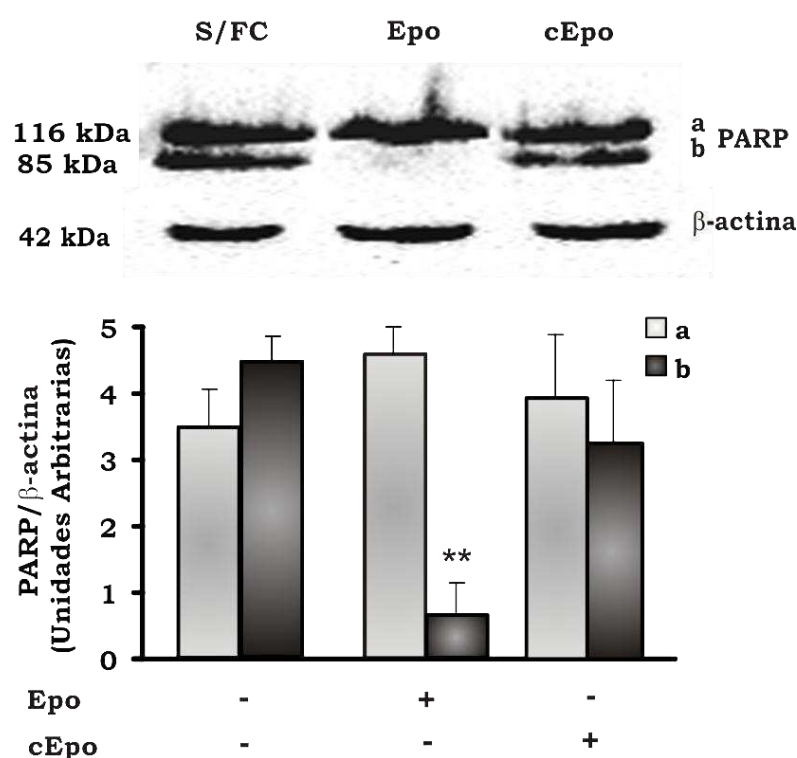 S/FC Epo cEpo
116 kDa
85 kDa
a
b
PARP
42 kDa
β-actina
5
4
3
2
1
0
PARP/β-actina
(Unidades Arbitrarias)
a
b
**
Epo - + -
cEpo - - +